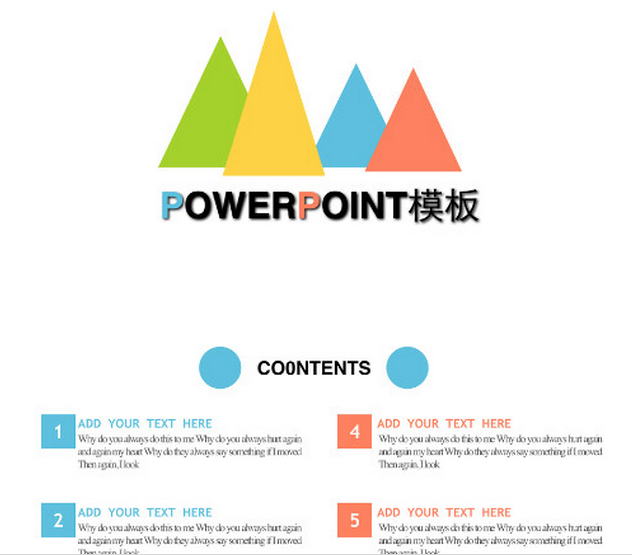 POWERPOINT模板
CO0NTENTS
1
ADD YOUR TEXT HERE
Why do you always do this to me Why do you always hurt again
and again my heart Why do they always say something if I moved
Then again, I look
4
ADD YOUR TEXT HERE
Why do you always do this to me Why do you always hurt again
and again my heart Why do they always say something if I moved
Then again, I look
2
ADD YOUR TEXT HERE
Why do you always do this to me Why do you always hurt again
and again my heart Why do they always say something if I moved
Then again, I look
5
ADD YOUR TEXT HERE
Why do you always do this to me Why do you always hurt again
and again my heart Why do they always say something if I moved
Then again, I look